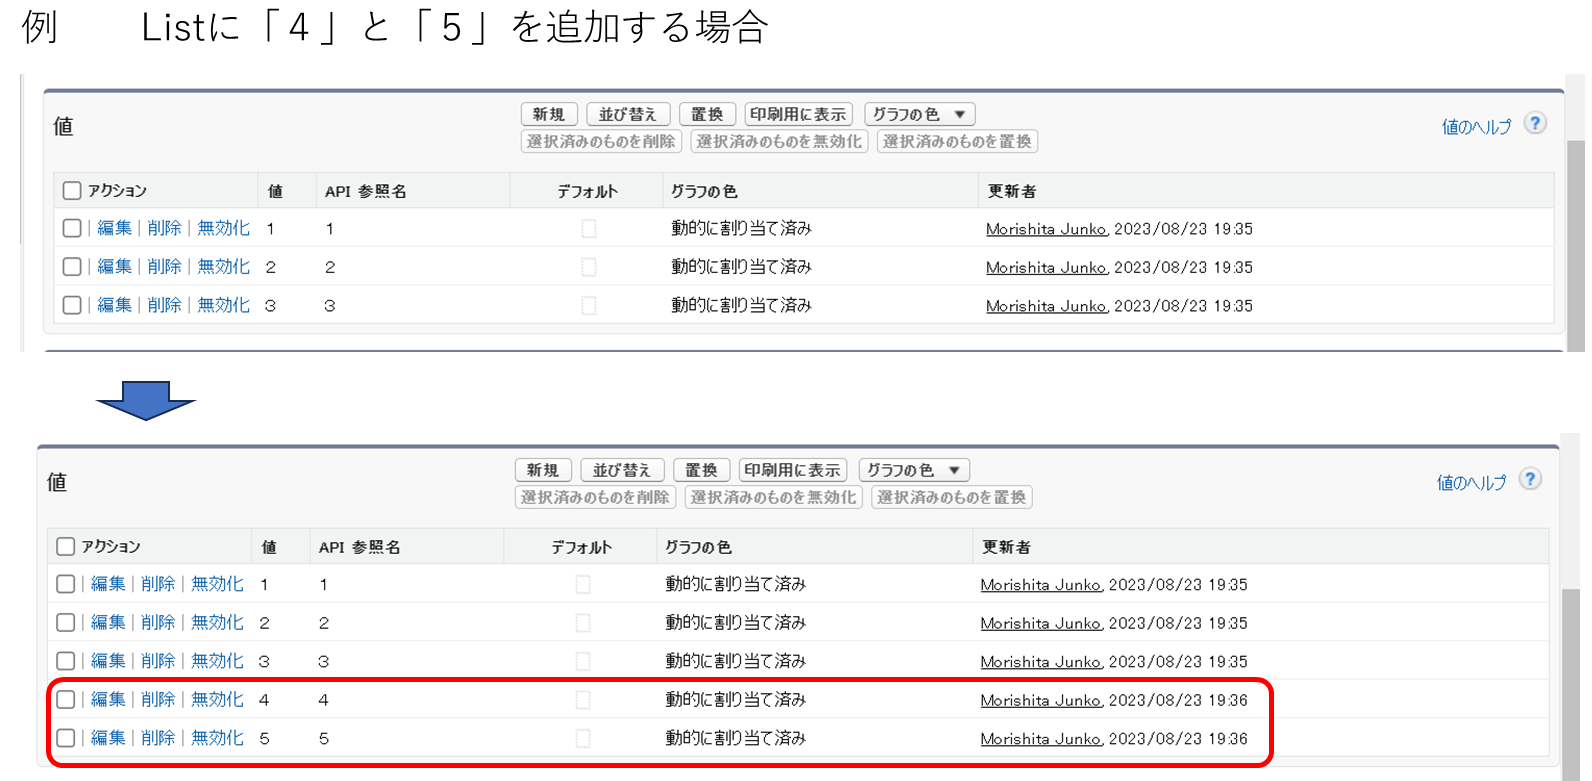 例　　Listに「４」と「５」を追加する場合
値 新規 並び替え 置換 印刷用に表示 グラフの色 ▼ 値のヘルプ ?
選択済みのものを削除 選択済みのものを無効化 選択済みのものを置換
アクション 値 API 参照名 デフォルト グラフの色 更新者
| 編集 | 削除 | 無効化 1 1 動的に割り当て済み Morishita Junko, 2023/08/23 19:35
| 編集 | 削除 | 無効化 2 2 動的に割り当て済み Morishita Junko, 2023/08/23 19:35
| 編集 | 削除 | 無効化 3 3 動的に割り当て済み Morishita Junko, 2023/08/23 19:35
値 新規 並び替え 置換 印刷用に表示 グラフの色 ▼ 値のヘルプ ?
選択済みのものを削除 選択済みのものを無効化 選択済みのものを置換
アクション 値 API 参照名 デフォルト グラフの色 更新者
| 編集 | 削除 | 無効化 1 1 動的に割り当て済み Morishita Junko, 2023/08/23 19:35
| 編集 | 削除 | 無効化 2 2 動的に割り当て済み Morishita Junko, 2023/08/23 19:35
| 編集 | 削除 | 無効化 3 3 動的に割り当て済み Morishita Junko, 2023/08/23 19:35
| 編集 | 削除 | 無効化 4 4 動的に割り当て済み Morishita Junko, 2023/08/23 19:36
| 編集 | 削除 | 無効化 5 5 動的に割り当て済み Morishita Junko, 2023/08/23 19:36